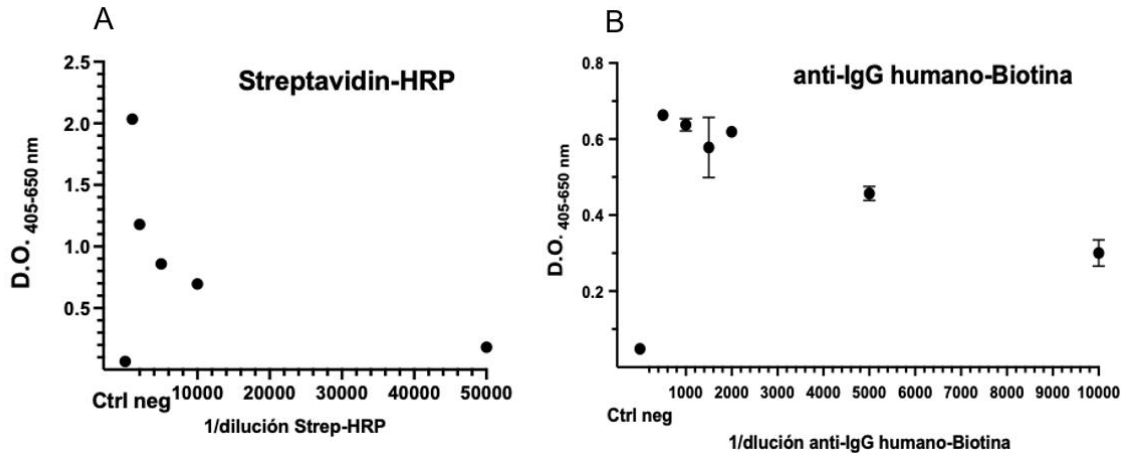 A
Streptavidin-HRP
D.O. 405-650 nm
2.5
2.0
1.5
1.0
0.5
Ctrl neg
10000
20000
30000
40000
50000
1/dilución Strep-HRP
B
anti-IgG humano-Biotina
D.O. 405-650 nm
0.8
0.6
0.4
0.2
1000
2000
3000
4000
5000
6000
7000
8000
9000
10000
Ctrl neg
1/dlución anti-IgG humano-Biotina